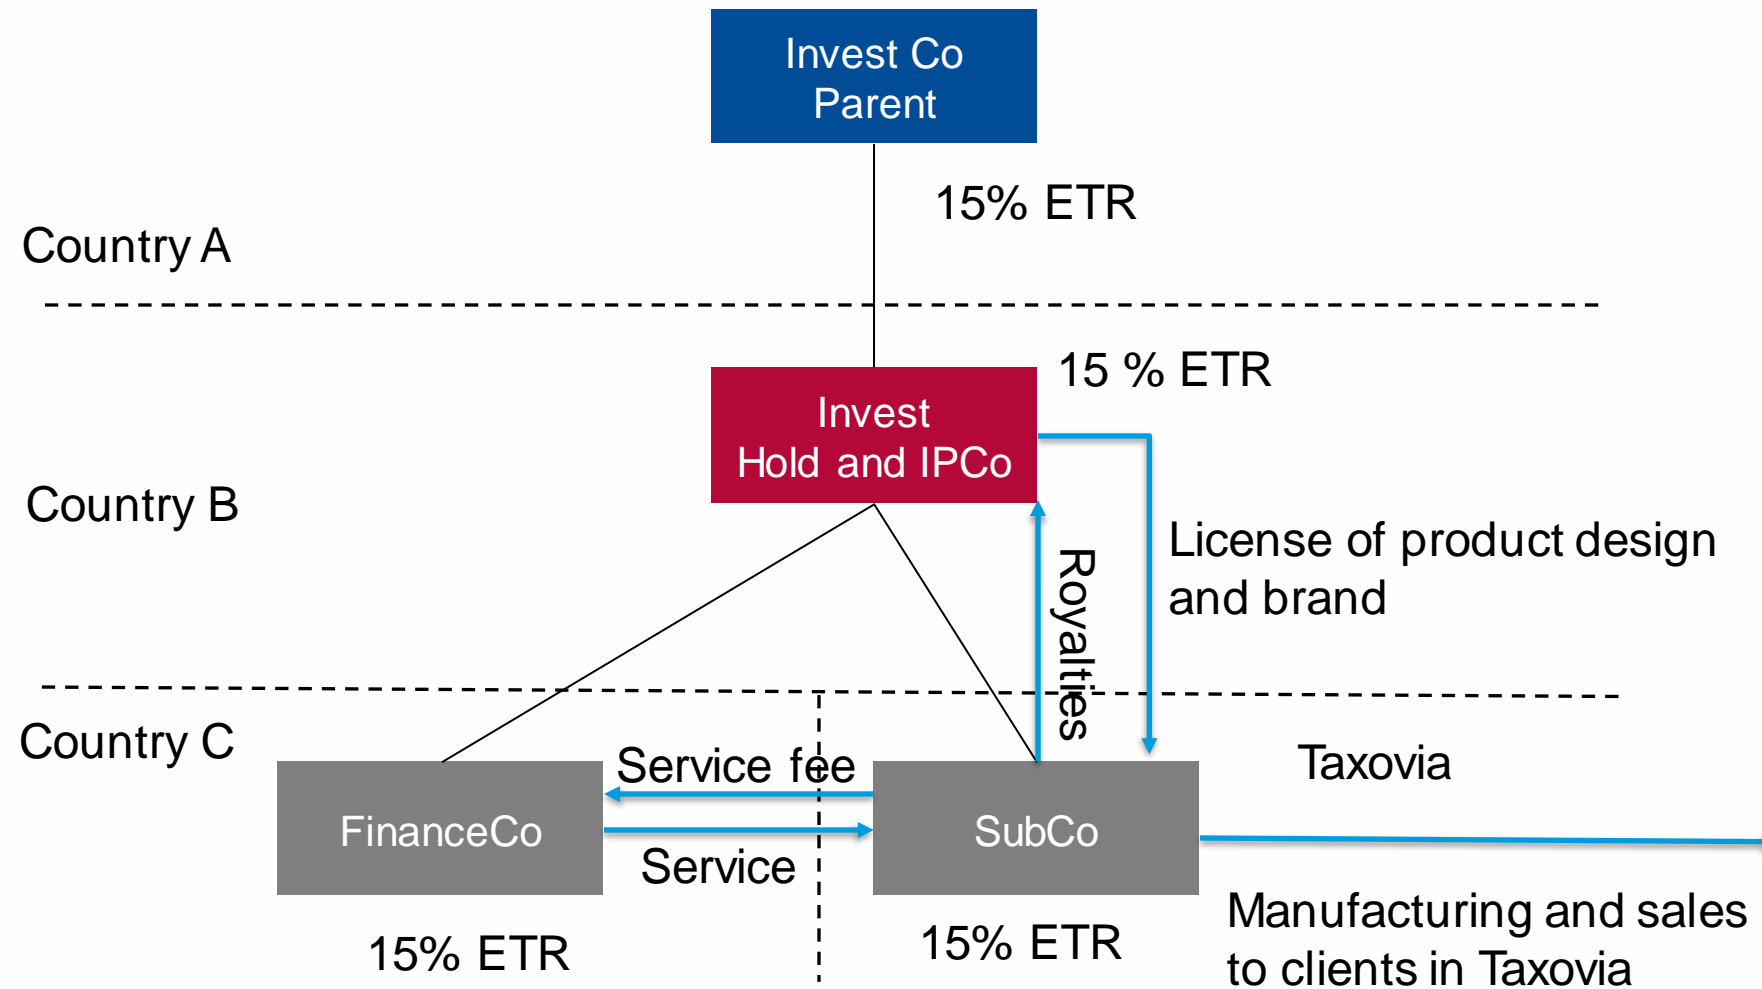 Invest Co
Parent
15% ETR
Country A
15 % ETR
Invest
Hold and IPCo
Country B
License of product design
and brand
Royalties
Country C
Service fee
Taxovia
FinanceCo
SubCo
Service
15% ETR
15% ETR
Manufacturing and sales
to clients in Taxovia